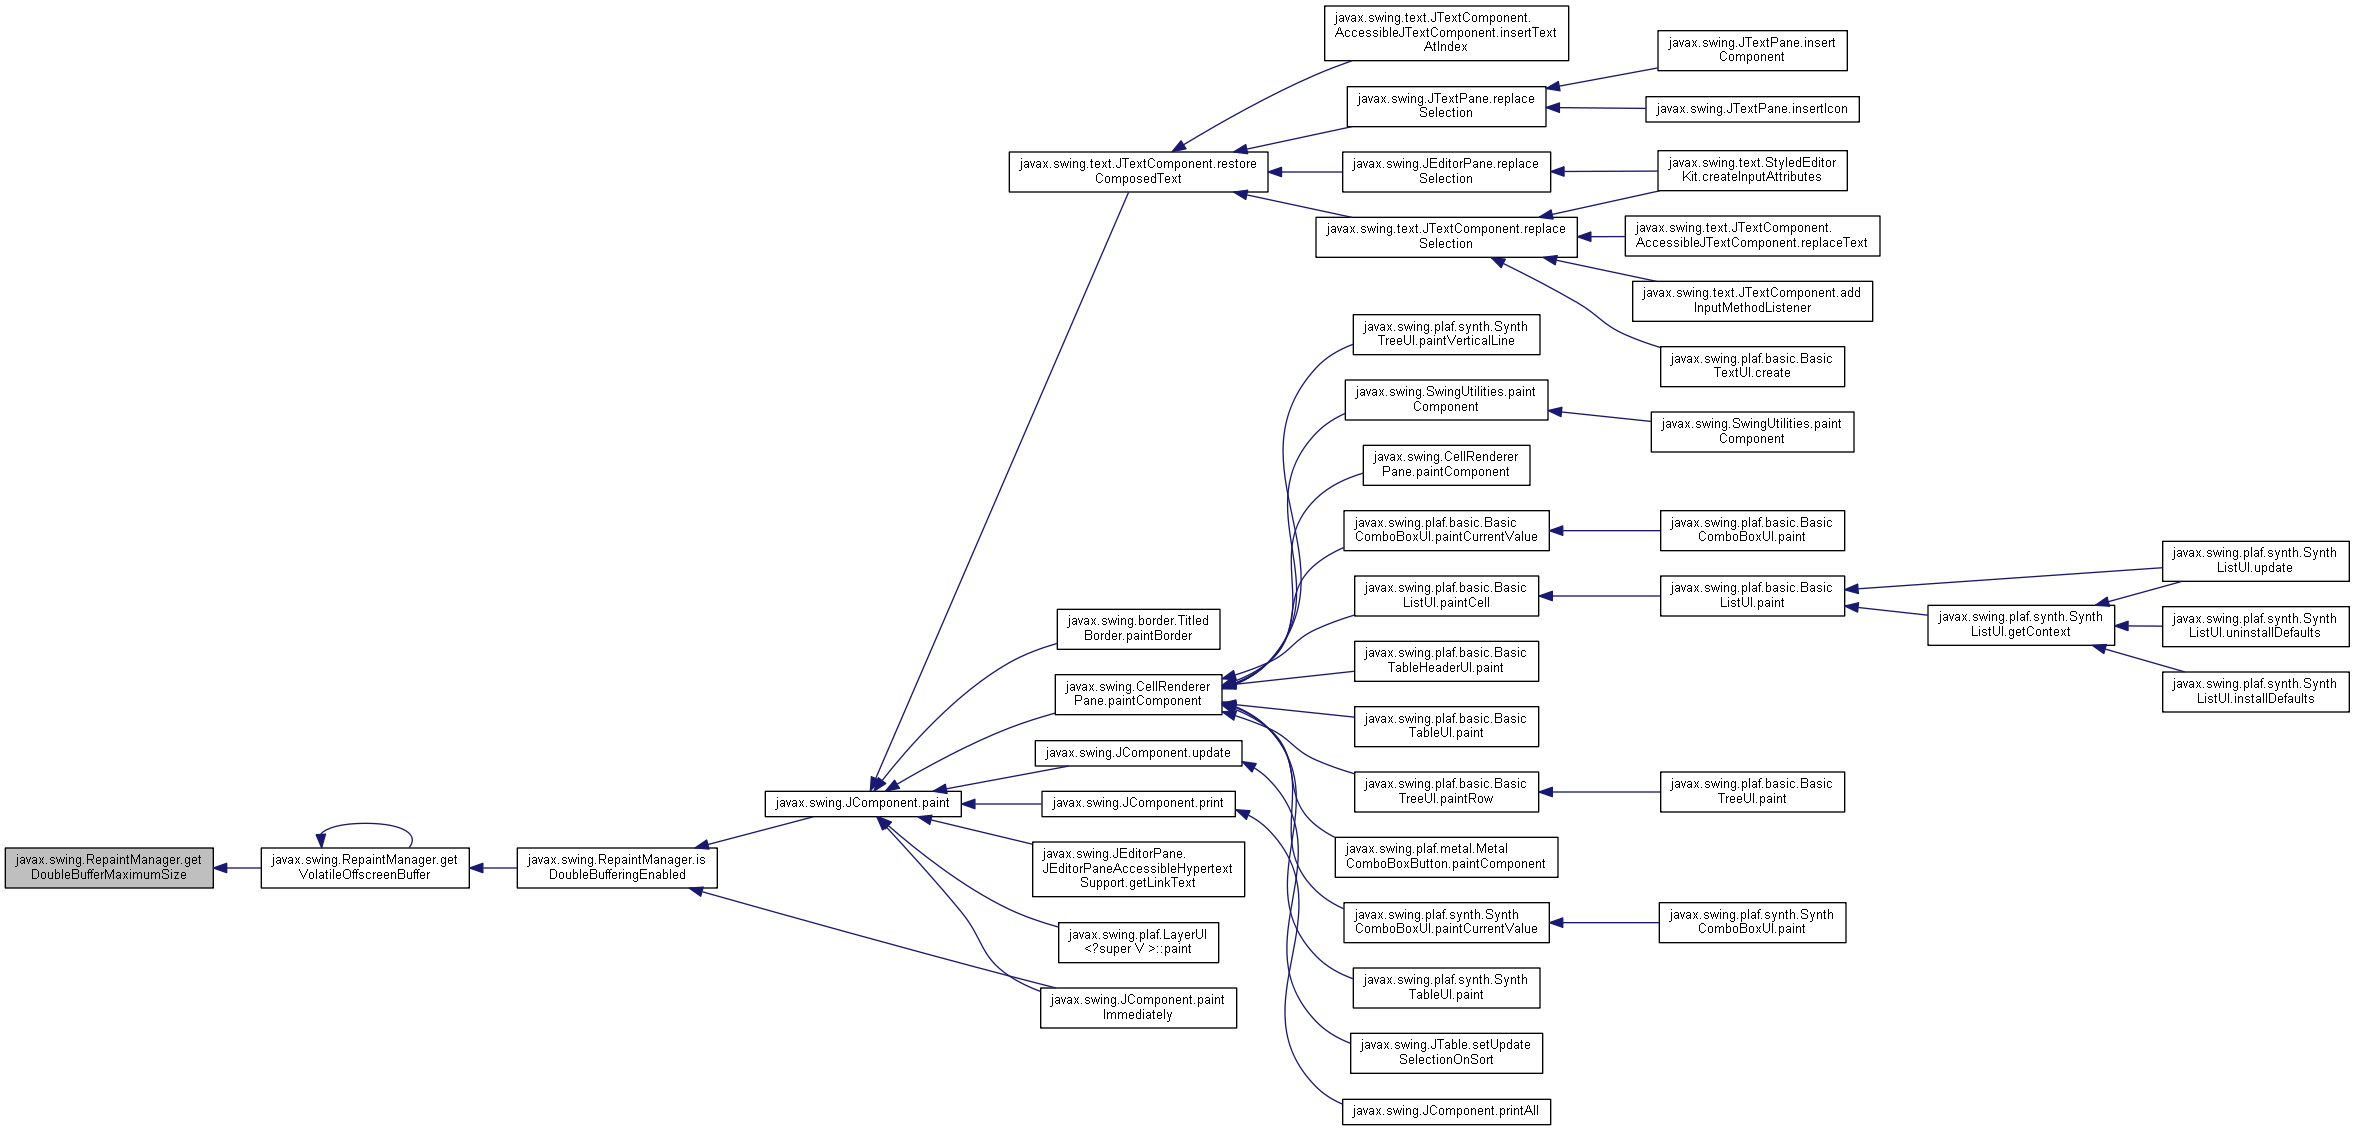 javax.swing.RepaintManager.get
DoubleBufferMaximumSize
javax.swing.RepaintManager.get
VolatileOffscreenBuffer
javax.swing.RepaintManager.is
DoubleBufferingEnabled
javax.swing.JComponent.paint
javax.swing.text.JTextComponent.restore
ComposedText
javax.swing.border.Titled
Border.paintBorder
javax.swing.CellRenderer
Pane.paintComponent
javax.swing.JComponent.update
javax.swing.JComponent.print
javax.swing.JEditorPane.
JEditorPaneAccessibleHypertext
Support.getLinkText
javax.swing.plaf.LayerUI
<?super V >::paint
javax.swing.JComponent.paint
Immediately
javax.swing.text.JTextComponent.
AccessibleJTextComponent.insertText
AtIndex
javax.swing.JTextPane.replace
Selection
javax.swing.JEditorPane.replace
Selection
javax.swing.text.JTextComponent.replace
Selection
javax.swing.plaf.synth.Synth
TreeUI.paintVerticalLine
javax.swing.SwingUtilities.paint
Component
javax.swing.CellRenderer
Pane.paintComponent
javax.swing.plaf.basic.Basic
ComboBoxUI.paintCurrentValue
javax.swing.plaf.basic.Basic
ListUI.paintCell
javax.swing.plaf.basic.Basic
TableHeaderUI.paint
javax.swing.plaf.basic.Basic
TableUI.paint
javax.swing.plaf.basic.Basic
TreeUI.paintRow
javax.swing.plaf.metal.Metal
ComboBoxButton.paintComponent
javax.swing.plaf.synth.Synth
ComboBoxUI.paintCurrentValue
javax.swing.plaf.synth.Synth
TableUI.paint
javax.swing.JTable.setUpdate
SelectionOnSort
javax.swing.JComponent.printAll
javax.swing.JTextPane.insert
Component
javax.swing.JTextPane.insertIcon
javax.swing.text.StyledEditor
Kit.createInputAttributes
javax.swing.text.JTextComponent.
AccessibleJTextComponent.replaceText
javax.swing.text.JTextComponent.add
InputMethodListener
javax.swing.plaf.basic.Basic
TextUI.create
javax.swing.SwingUtilities.paint
Component
javax.swing.plaf.basic.Basic
ComboBoxUI.paint
javax.swing.plaf.basic.Basic
ListUI.paint
javax.swing.plaf.basic.Basic
TreeUI.paint
javax.swing.plaf.synth.Synth
ComboBoxUI.paint
javax.swing.plaf.synth.Synth
ListUI.getContext
javax.swing.plaf.synth.Synth
ListUI.update
javax.swing.plaf.synth.Synth
ListUI.uninstallDefaults
javax.swing.plaf.synth.Synth
ListUI.installDefaults